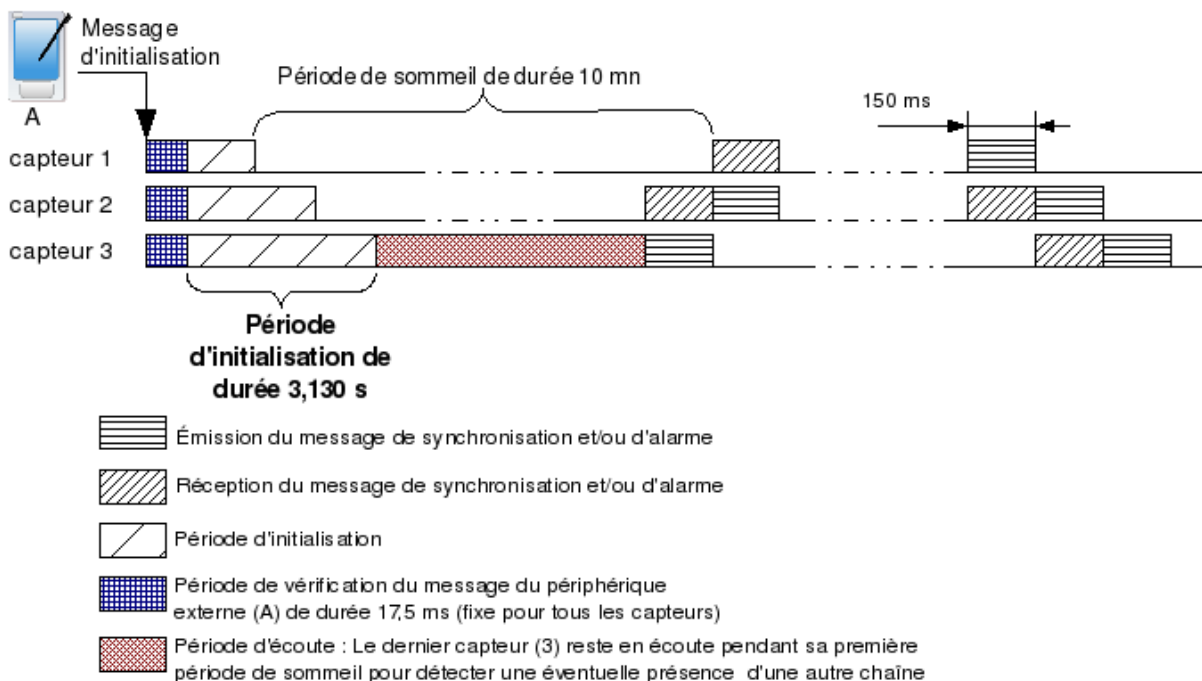 Message
d'initialisation
A
Période de sommeil de durée 10 mn
150 ms
capteur 1
capteur 2
capteur 3
Période
d'initialisation de
durée 3,130 s
Émission du message de synchronisation et/ou d'alarme
Réception du message de synchronisation et/ou d'alarme
Période d'initialisation
Période de vérification du message du périphérique
externe (A) de durée 17,5 ms (fixe pour tous les capteurs)
Période d'écoute : Le dernier capteur (3) reste en écoute pendant sa première
période de sommeil pour détecter une éventuelle présence d'une autre chaîne